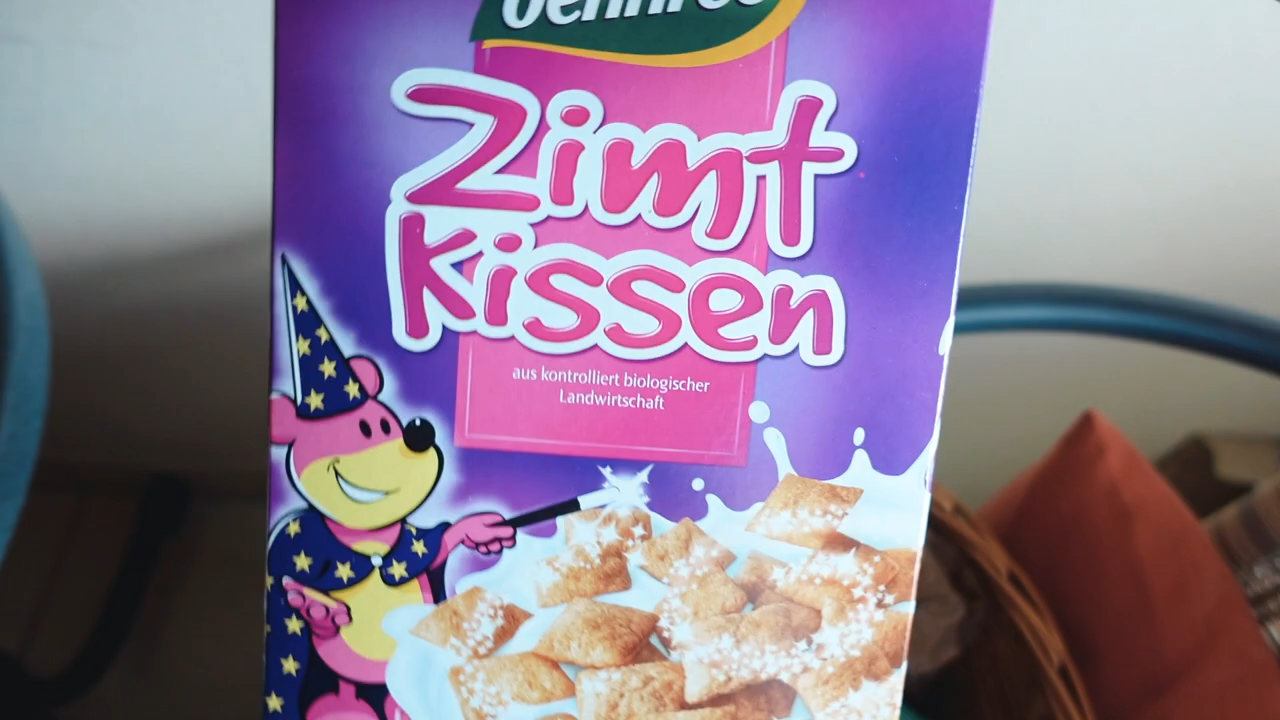 Zimt
Kissen
aus kontrolliert biologischer
Landwirtschaft